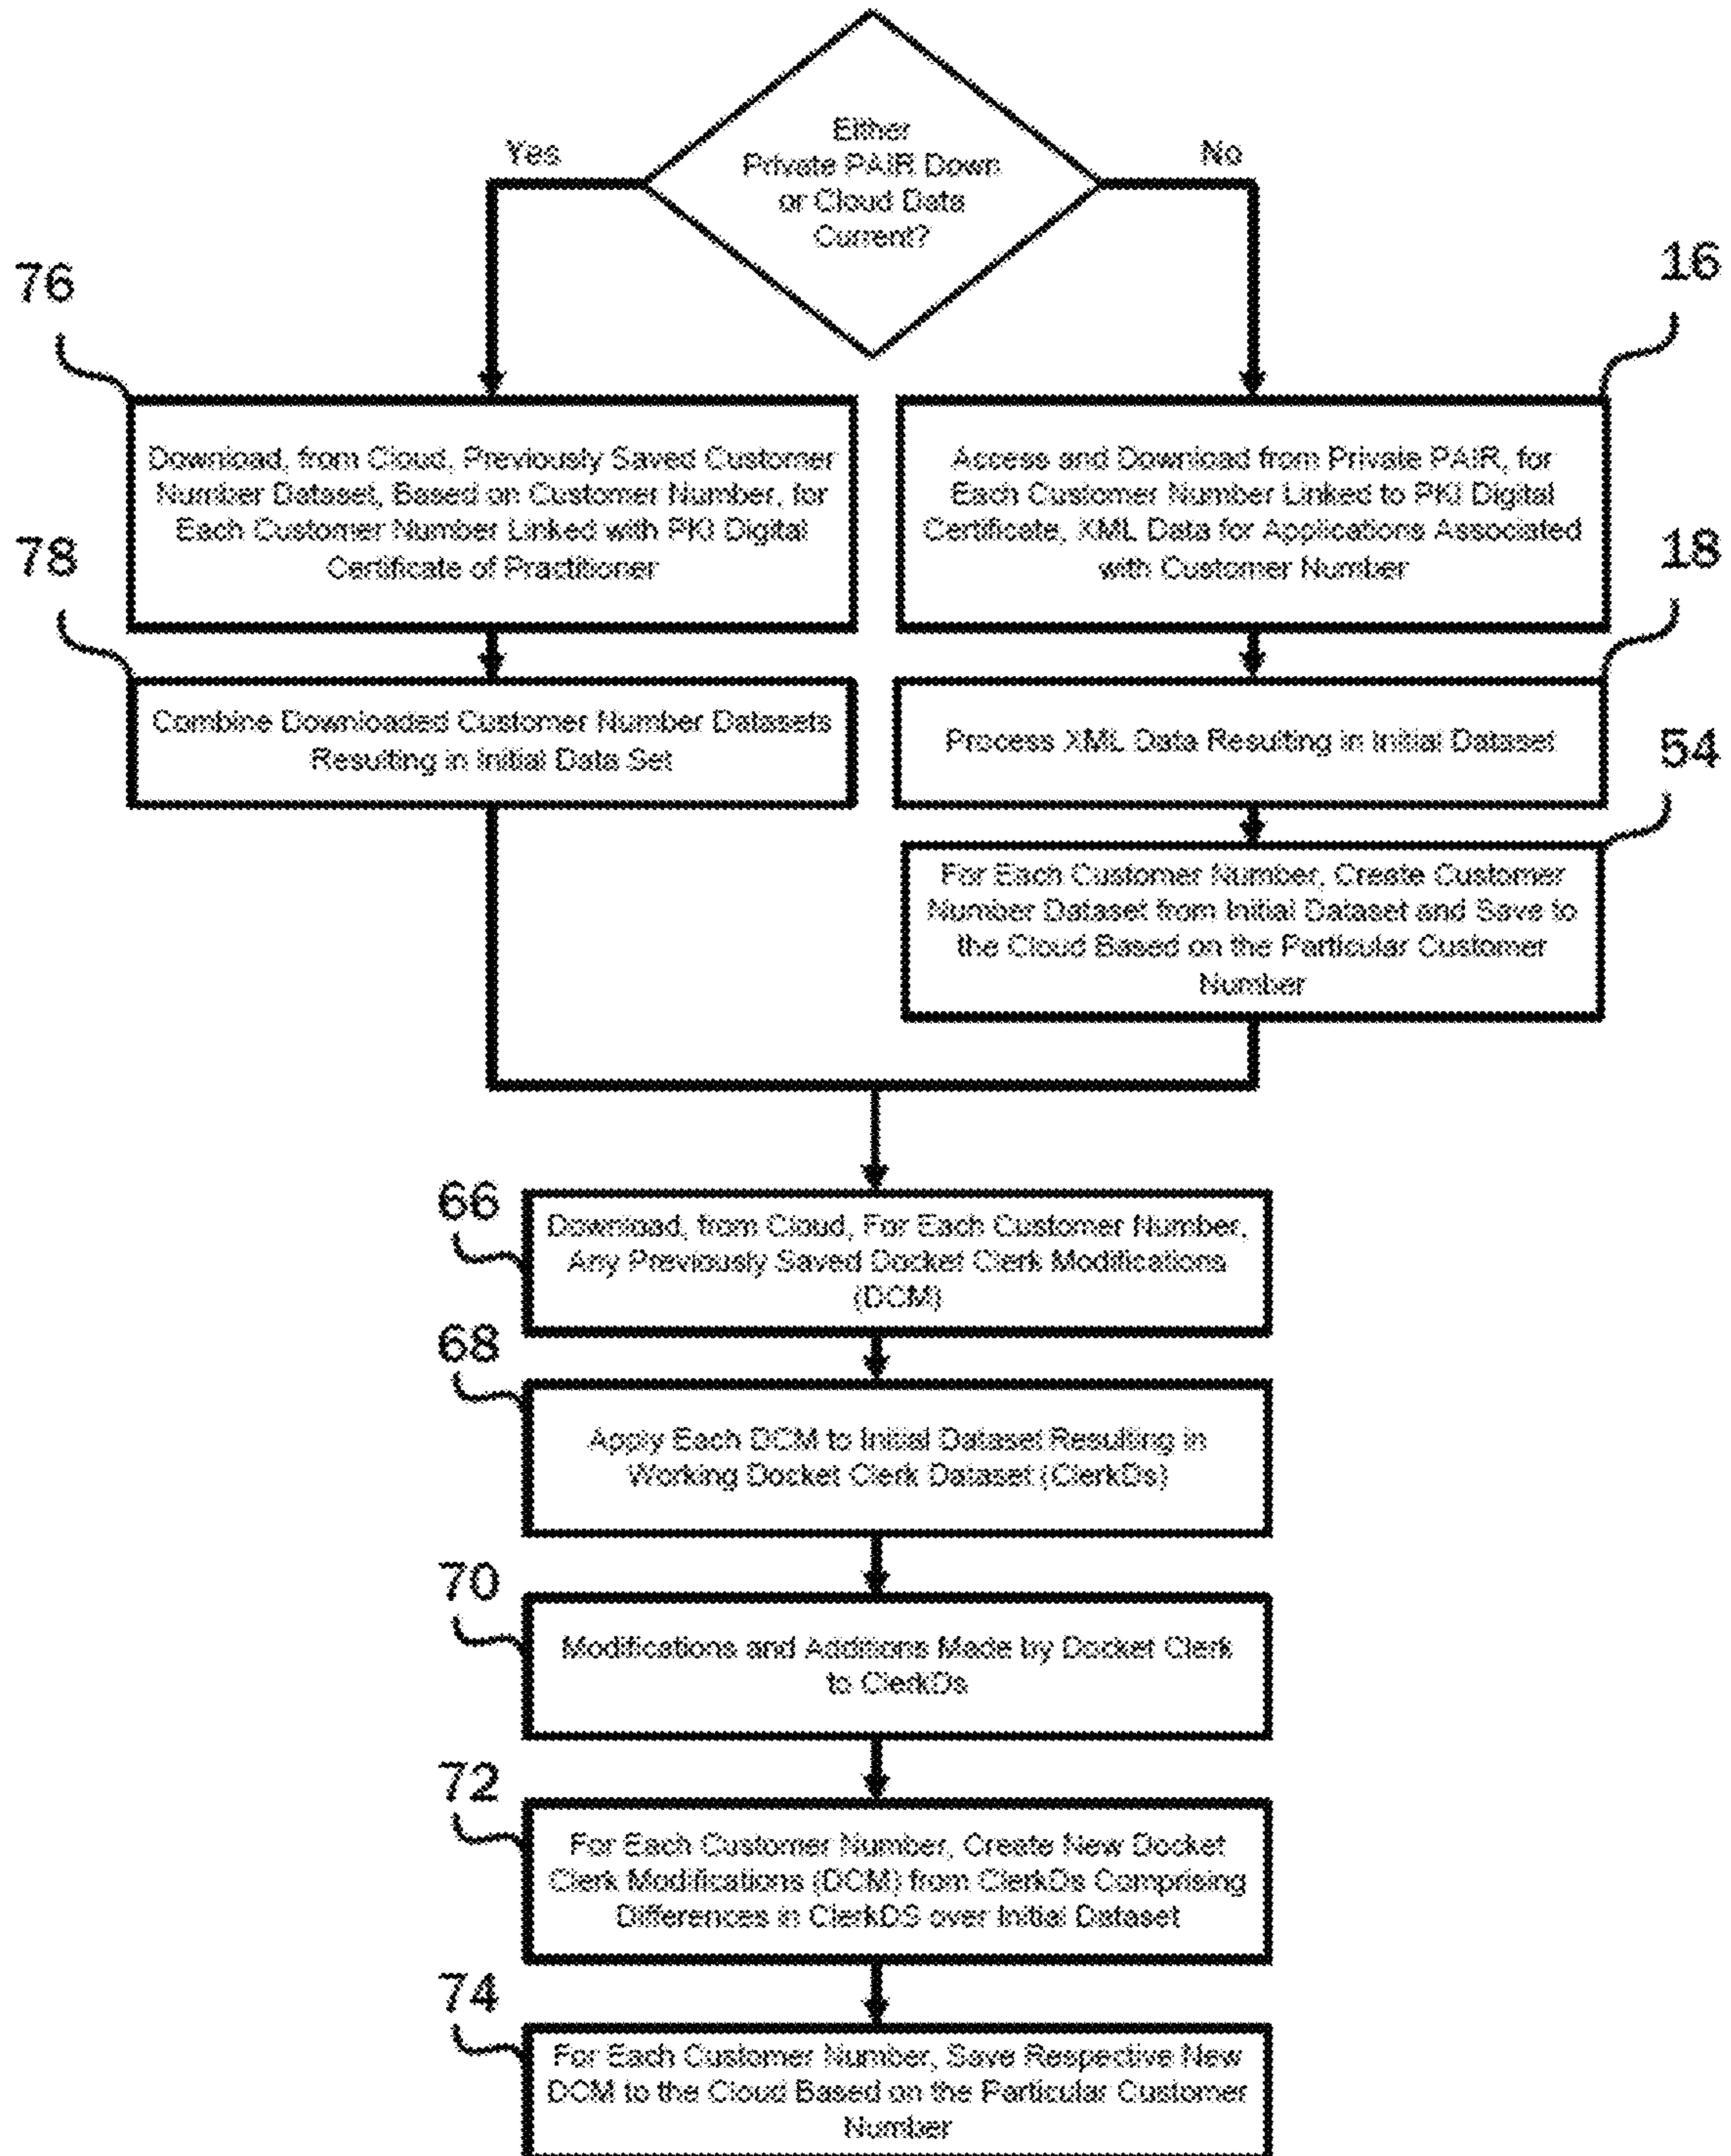 Either
Private PAIR Down
or Cloud Data
Current?
Yes
No
76
16
Download, from Cloud, Previously Saved Customer
Number Dataset, Based on Customer Number, for
Each Customer Number Linked with PKI Digital
Certificate of Practitioner
Access and Download from Private PAIR, for
Each Customer Number Linked to PKI Digital
Certificate, XML Data for Applications Associated
with Customer Number
78
18
Combine Downloaded Customer Number Datasets
Resulting in Initial Data Set
Process XML Data Resulting in Initial Dataset
54
For Each Customer Number, Create Customer
Number Dataset from Initial Dataset and Save to
the Cloud Based on the Particular Customer
Number
66
Download, from Cloud, For Each Customer Number,
Any Previously Saved Docket Clerk Modifications
(DCM)
68
Apply Each DCM to Initial Dataset Resulting in
Working Docket Clerk Dataset (ClerkDs)
70
Modifications and Additions Made by Docket Clerk
to ClerkDs
72
For Each Customer Number, Create New Docket
Clerk Modifications (DCM) from ClerkDs Comprising
Differences in ClerkDS over Initial Dataset
74
For Each Customer Number, Save Respective New
DCM to the Cloud Based on the Particular Customer
Number